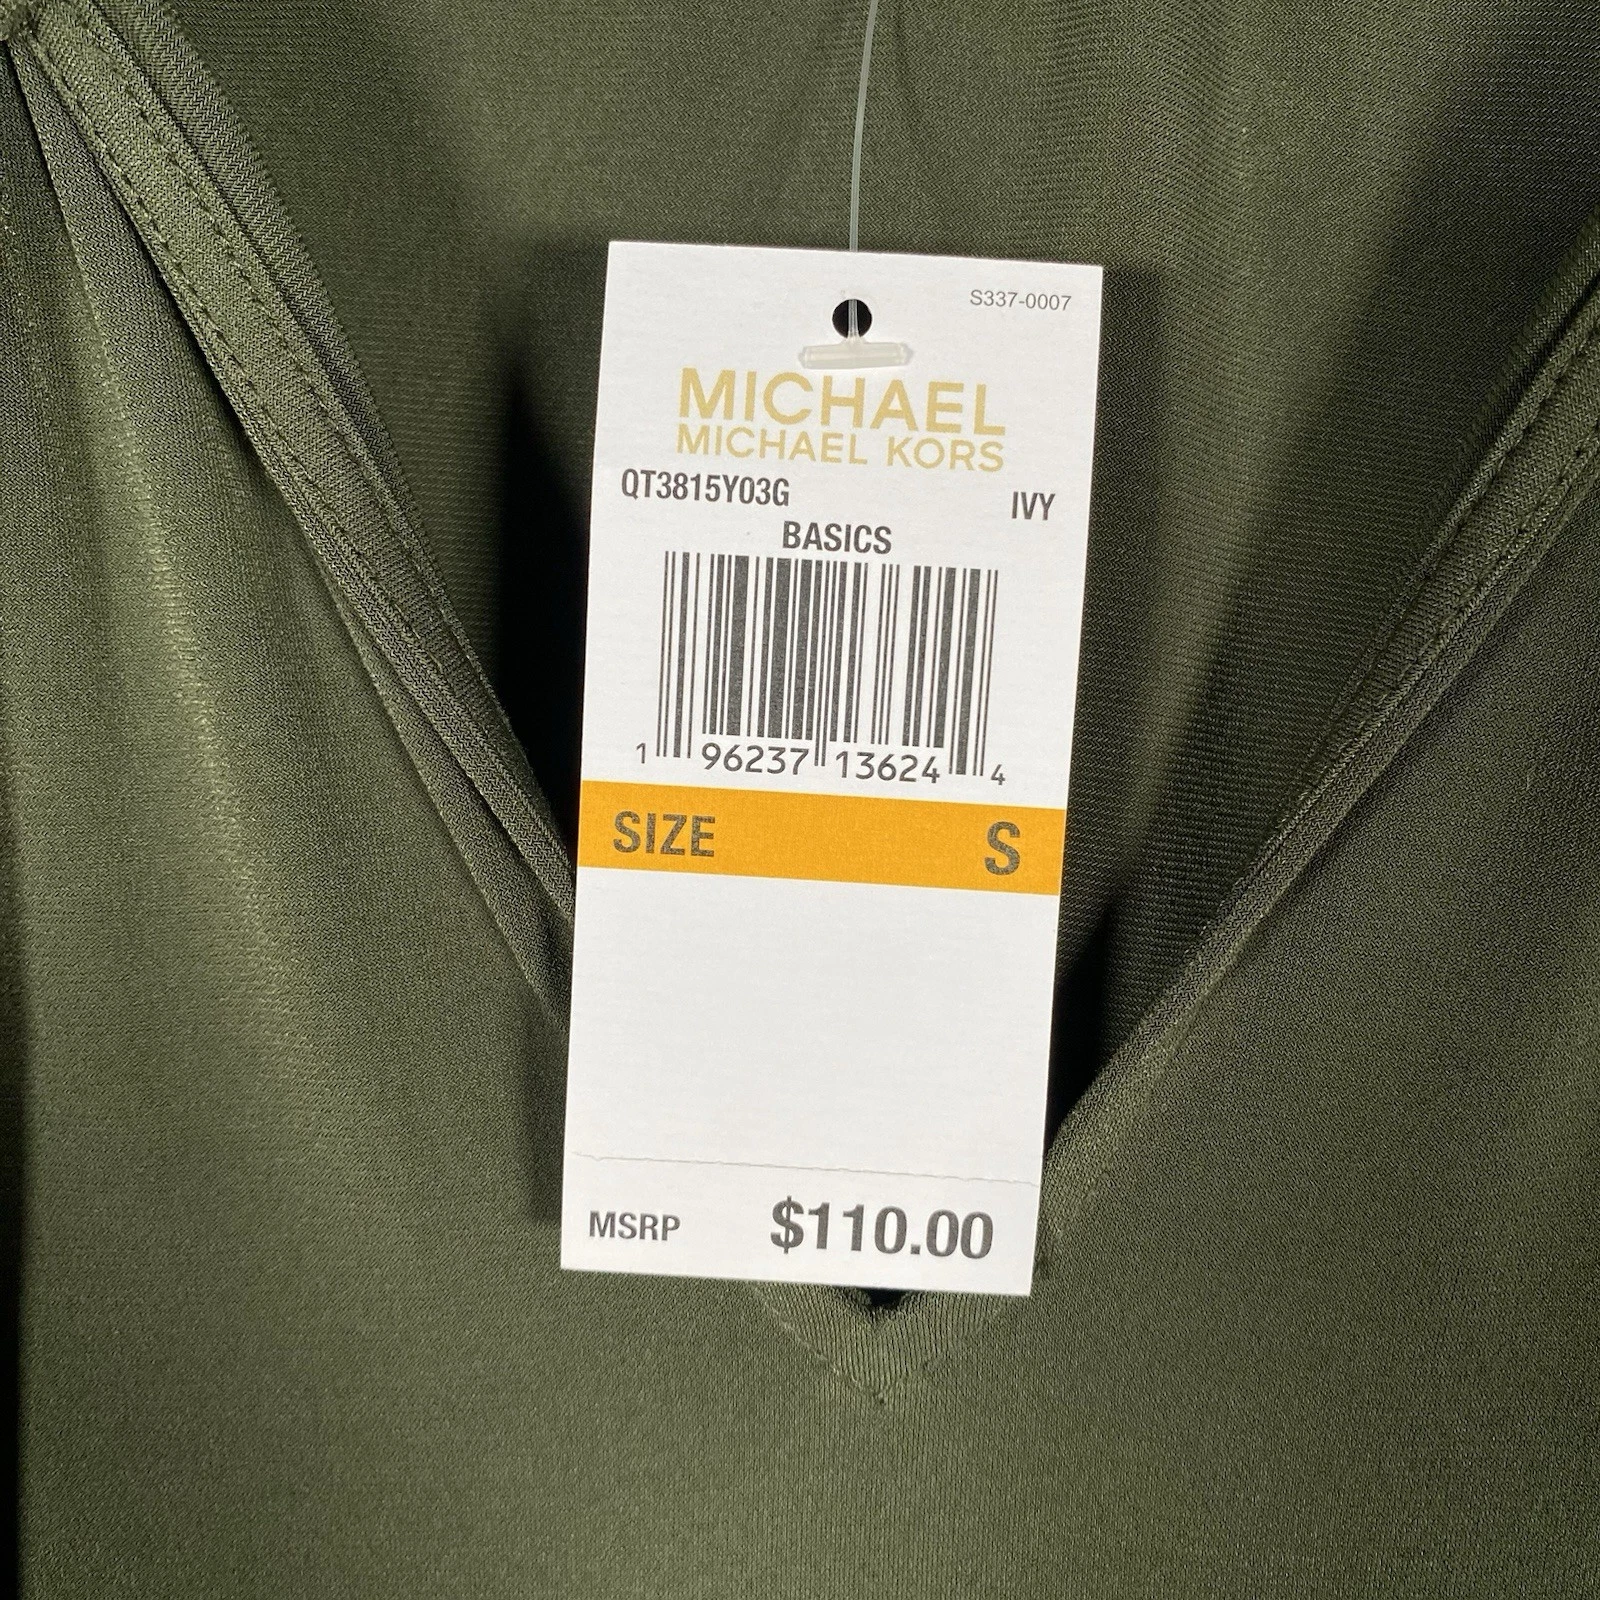 S337-0007
MICHAEL
MICHAEL KORS
QT3815Y03G IVY
BASICS
1 96237 13624 4
SIZE S
MSRP $110.00